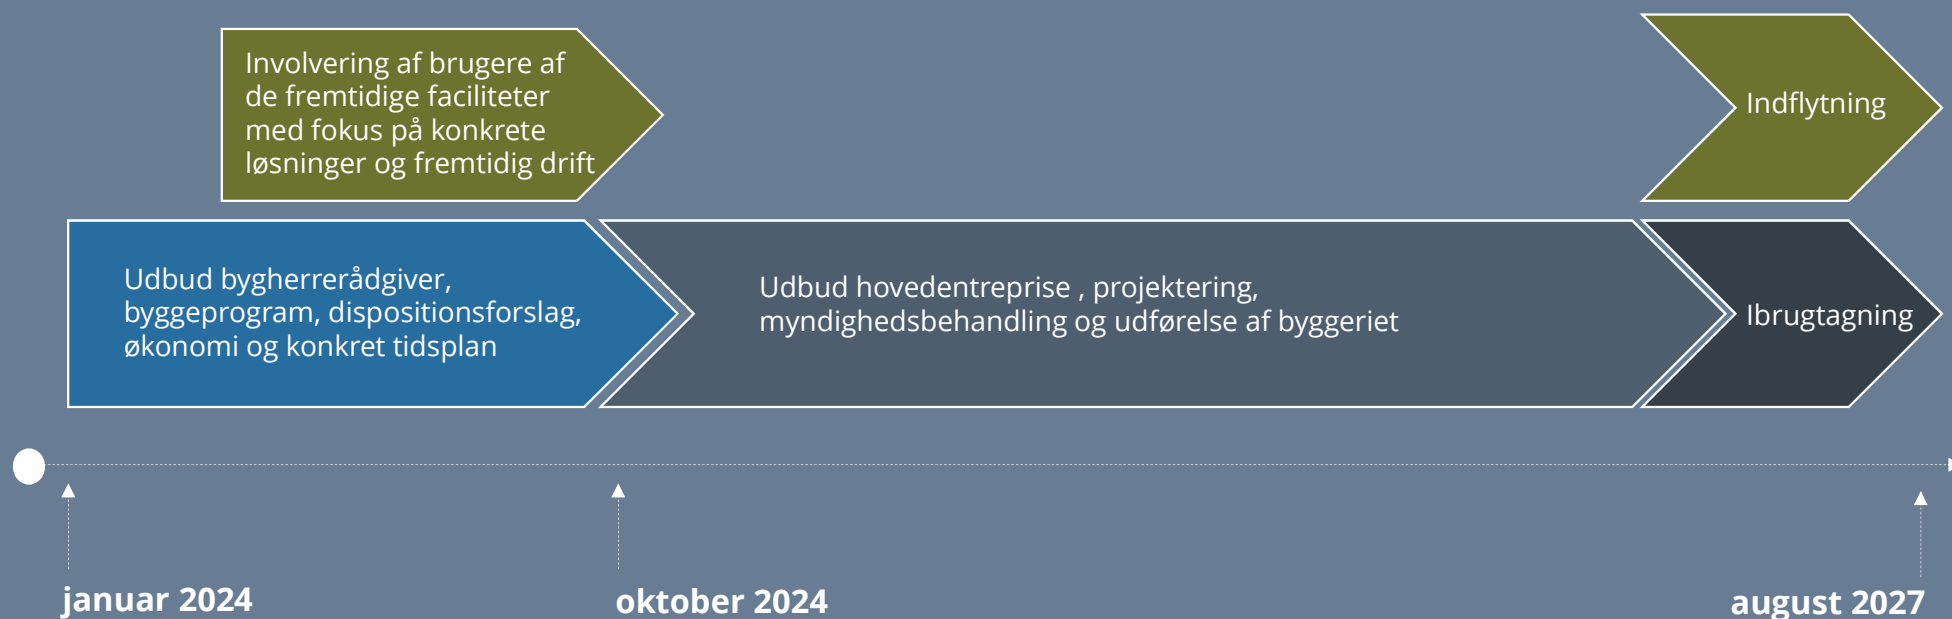 Involvering af brugere af
de fremtidige faciliteter
med fokus på konkrete
løsninger og fremtidig drift
Indflytning
Udbud bygherrerådgiver,
byggeprogram, dispositionsforslag,
økonomi og konkret tidsplan
Udbud hovedentreprise , projektering,
myndighedsbehandling og udførelse af byggeriet
Ibrugtagning
januar 2024
oktober 2024
august 2027